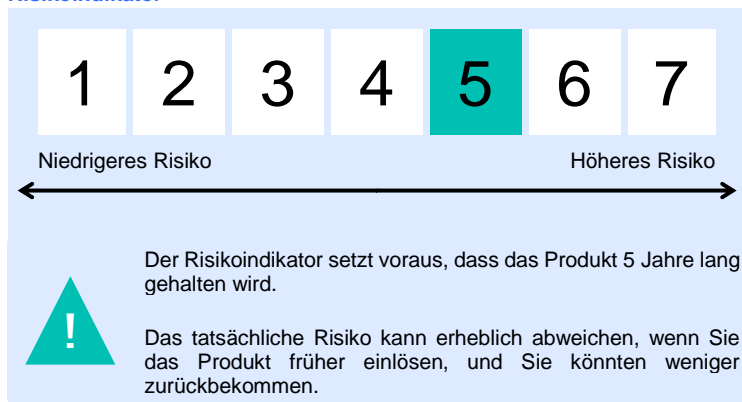 Risikoindikator
1 2 3 4 5 6 7
Niedrigeres Risiko Höheres Risiko
Der Risikoindikator setzt voraus, dass das Produkt 5 Jahre lang
gehalten wird.
!
Das tatsächliche Risiko kann erheblich abweichen, wenn Sie
das Produkt früher einlösen, und Sie könnten weniger
zurückbekommen.